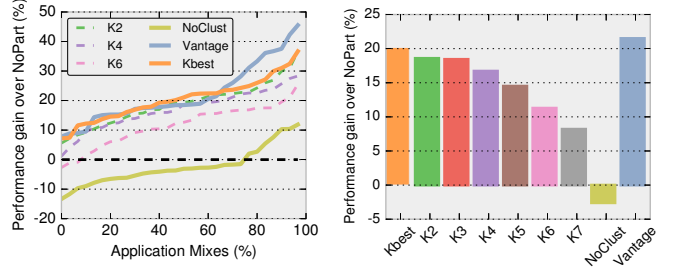 Performance gain over NoPart (%)
50
40
30
20
10
0
-10
-20
K2
K4
K6
NoClust
Vantage
Kbest
0 20 40 60 80 100
Application Mixes (%)
Performance gain over NoPart (%)
25
20
15
10
5
0
-5
Kbest K2 K3 K4 K5 K6 K7 NoClust Vantage